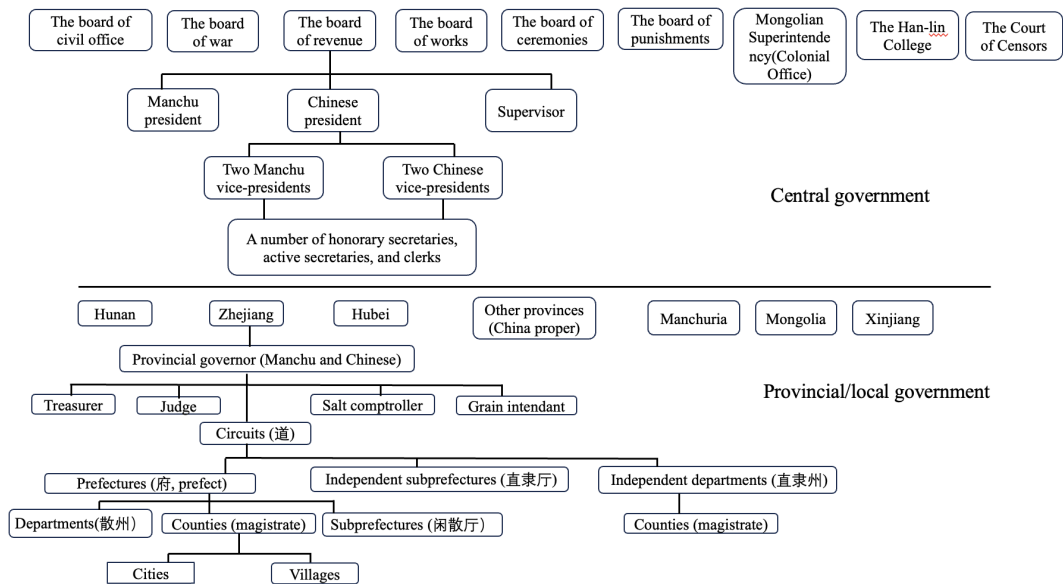 The board of
civil office
The board
of war
The board
of revenue
The board
of works
The board of
ceremonies
The board of
punishments
Mongolian
Superintende
ncy(Colonial
Office)
The Han-lin
College
The Court
of Censors
Manchu
president
Chinese
president
Supervisor
Two Manchu
vice-presidents
Two Chinese
vice-presidents
Central government
A number of honorary secretaries,
active secretaries, and clerks
Hunan
Zhejiang
Hubei
Other provinces
(China proper)
Manchuria
Mongolia
Xinjiang
Provincial governor (Manchu and Chinese)
Provincial/local government
Treasurer
Judge
Salt comptroller
Grain intendant
Circuits (道)
Prefectures (府, prefect)
Independent subprefectures (直隶厅)
Independent departments (直隶州)
Departments(散州）
Counties (magistrate)
Subprefectures (闲散厅）
Counties (magistrate)
Cities
Villages